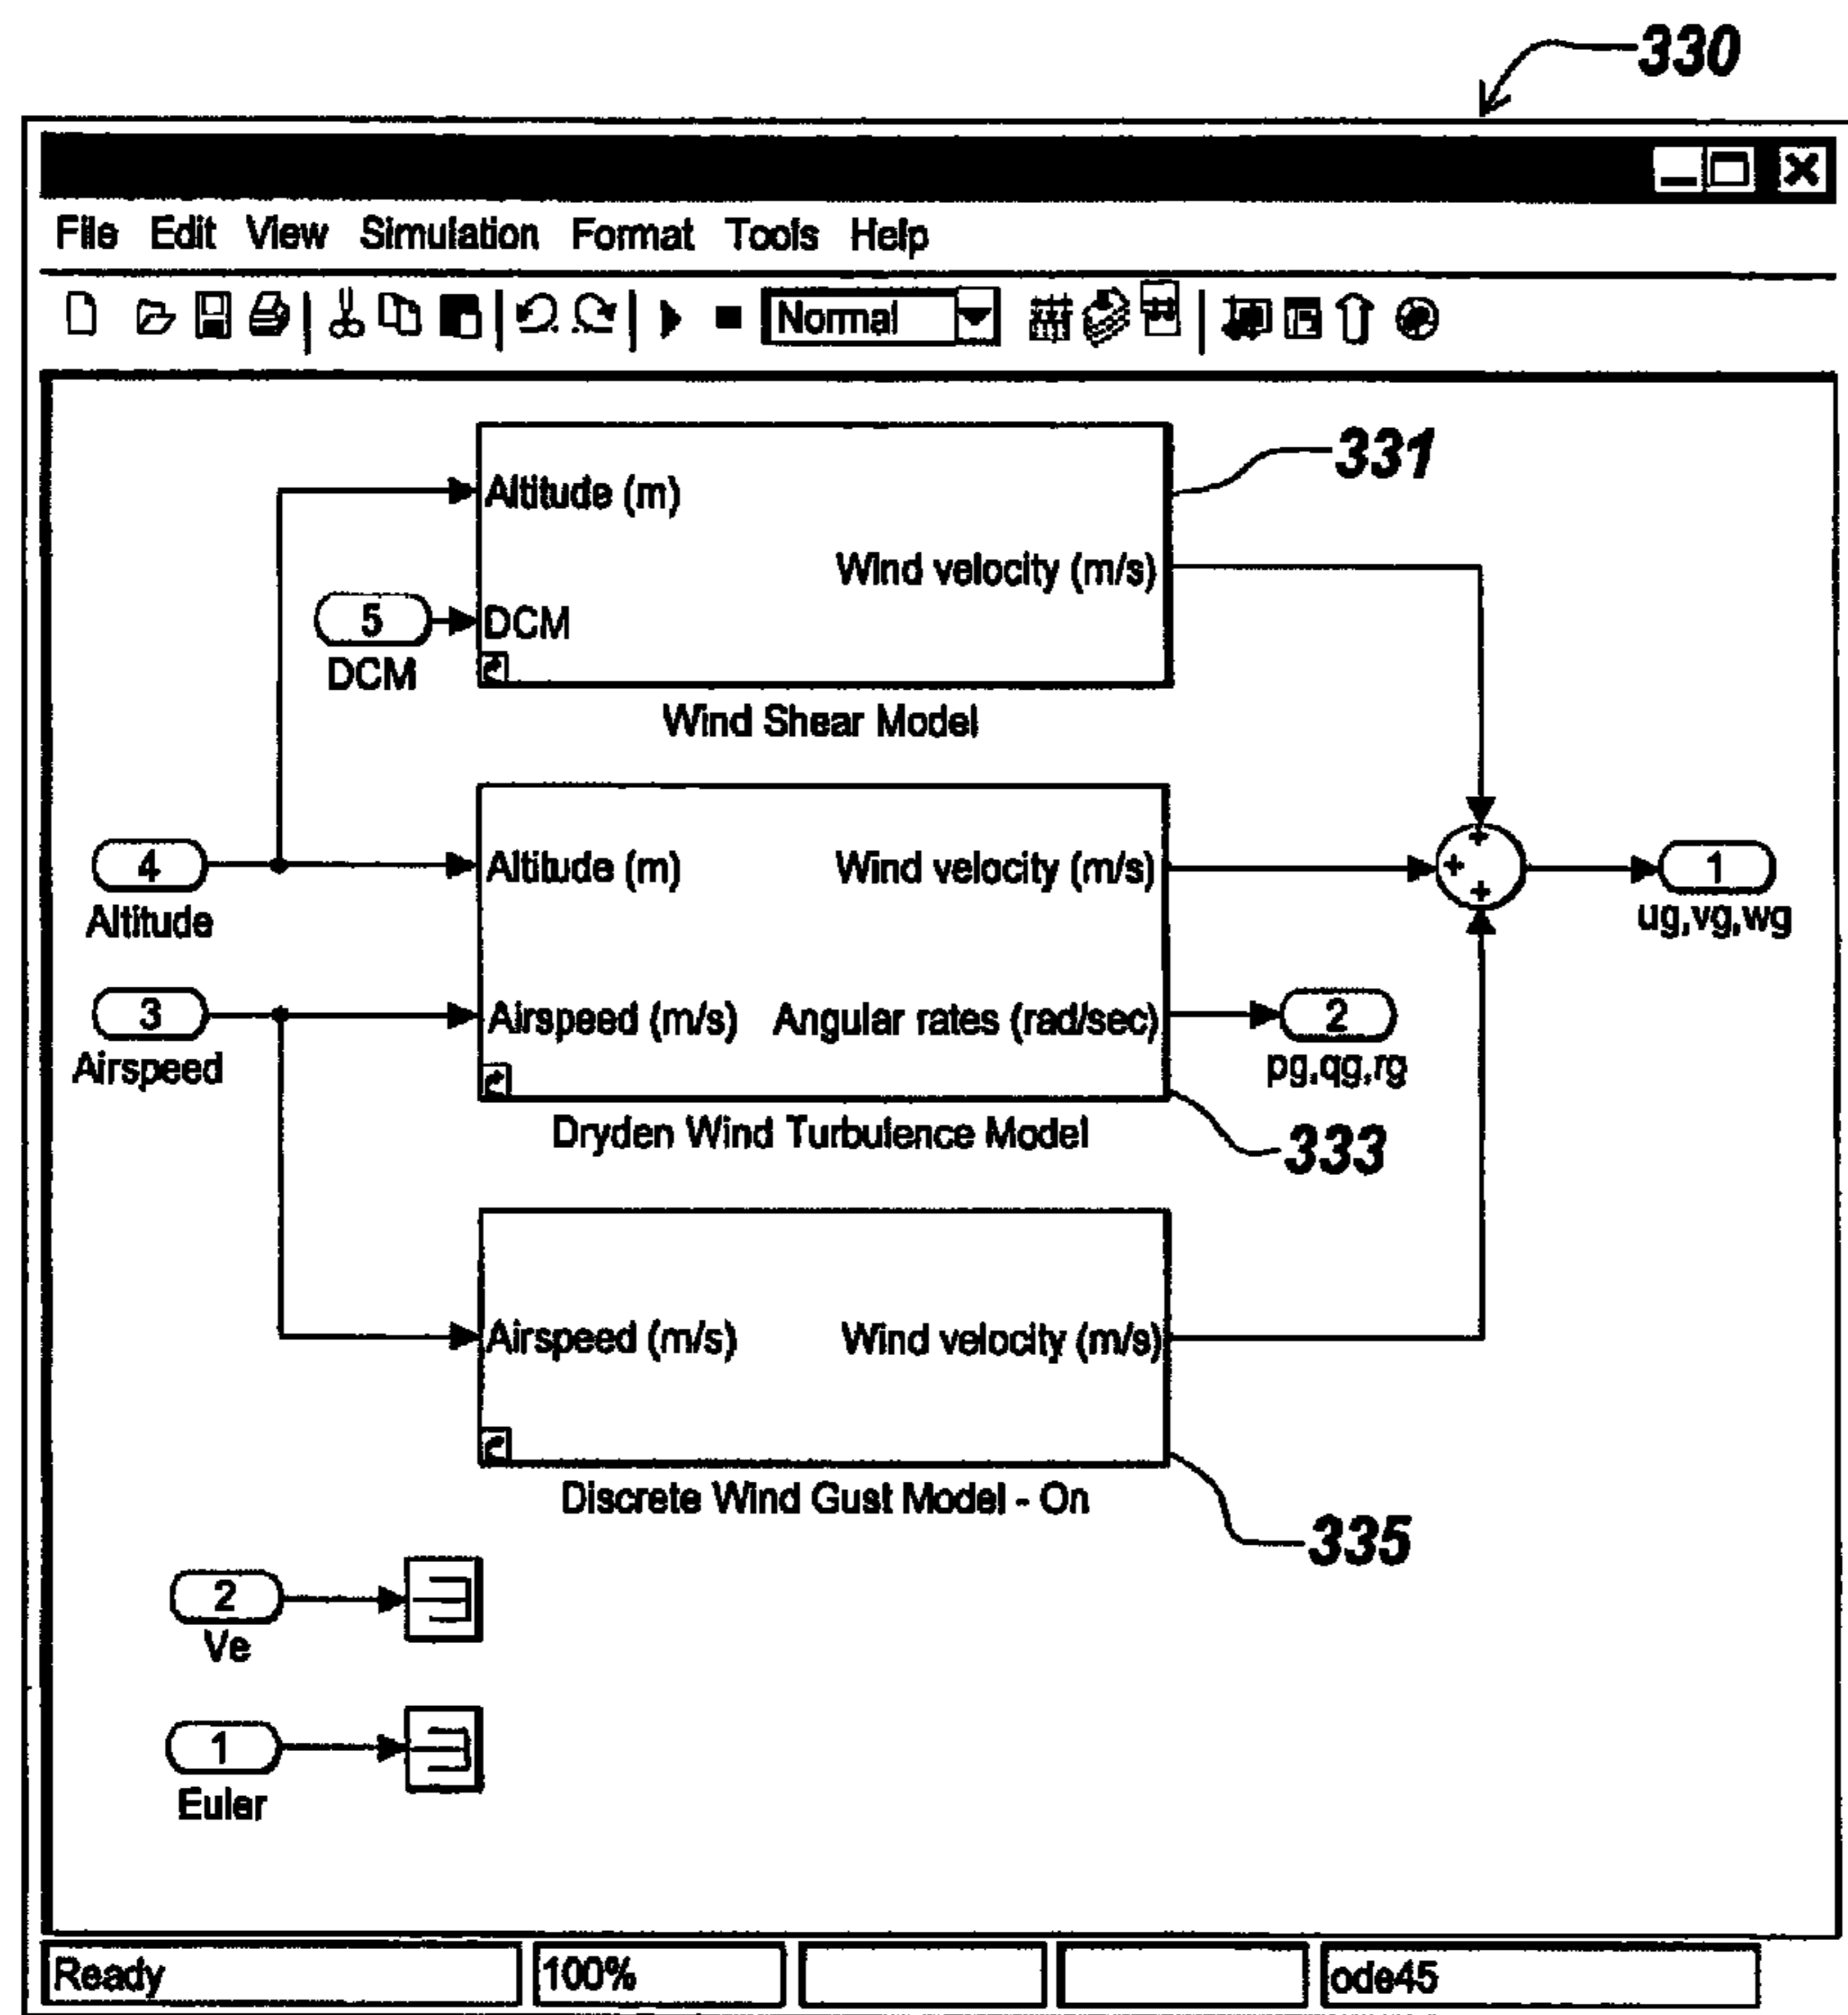 330
File Edit View Simulation Format Tools Help
Normal
331
Altitude (m)
Wind velocity (m/s)
5
DCM
DCM
Wind Shear Model
4
Altitude
Altitude (m)
Wind velocity (m/s)
+
+
+
1
ug,vg,wg
3
Airspeed
Airspeed (m/s)
Angular rates (rad/sec)
2
pg,qg,rg
Dryden Wind Turbulence Model
333
Airspeed (m/s)
Wind velocity (m/s)
Discrete Wind Gust Model - On
335
2
Ve
1
Euler
Ready
100%
ode45